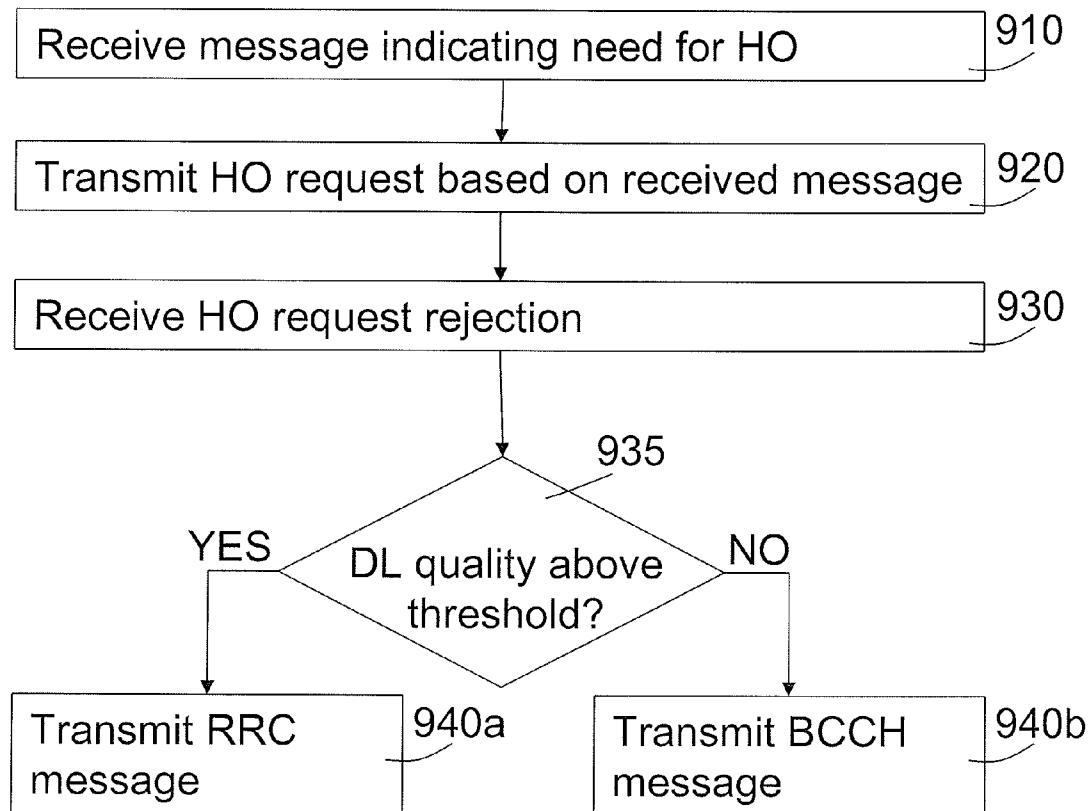 Receive message indicating need for HO
910
Transmit HO request based on received message
920
Receive HO request rejection
930
935
YES
DL quality above
threshold?
NO
Transmit RRC
message
940a
Transmit BCCH
message
940b